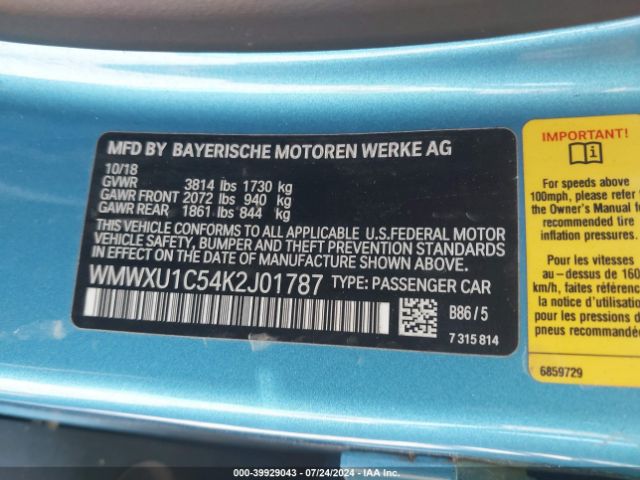 MFD BY BAYERISCHE MOTOREN WERKE AG
10/18
GVWR 3814 lbs 1730 kg
GAWR FRONT 2072 lbs 940 kg
GAWR REAR 1861 lbs 844 kg
THIS VEHICLE CONFORMS TO ALL APPLICABLE U.S.FEDERAL MOTOR
VEHICLE SAFETY, BUMPER AND THEFT PREVENTION STANDARDS
IN EFFECT ON THE DATE OF MANUFACTURE SHOWN ABOVE.
WMWXU1C54K2J01787 TYPE: PASSENGER CAR
B86/5
7 315 814
IMPORTANT!
For speeds above
100mph, please refer
the Owner's Manual
recommended tire
inflation pressures.
Pour les vitesses
au-dessus de 160
km/h, faites référence
la notice d'utilisation
pour les pressions de
pneus recommandées
6859729
000-39929043 - 07/24/2024 - IAA Inc.